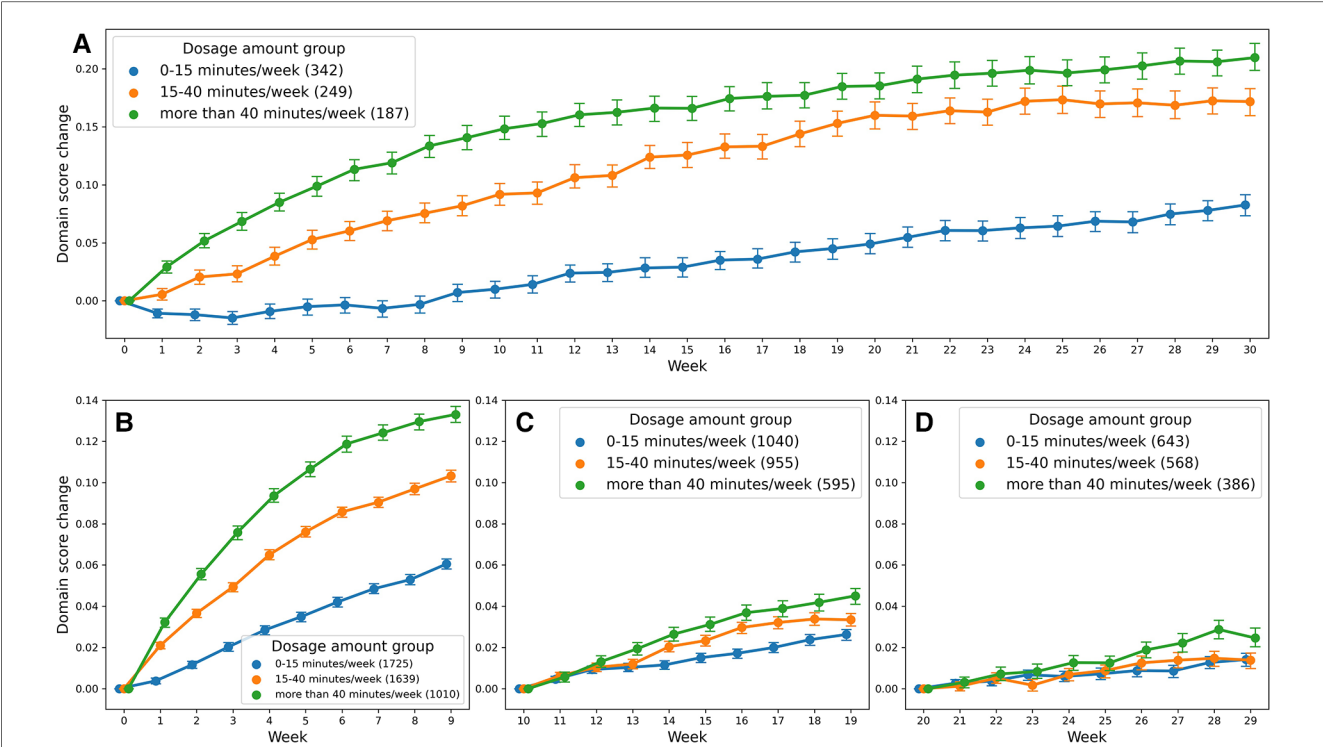 A
Dosage amount group
0-15 minutes/week (342)
15-40 minutes/week (249)
more than 40 minutes/week (187)
Domain score change
0.20
0.15
0.10
0.05
0.00
0 1 2 3 4 5 6 7 8 9 10 11 12 13 14 15 16 17 18 19 20 21 22 23 24 25 26 27 28 29 30
Week
B
Domain score change
0.14
0.12
0.10
0.08
0.06
0.04
0.02
0.00
Dosage amount group
0-15 minutes/week (1725)
15-40 minutes/week (1639)
more than 40 minutes/week (1010)
0 1 2 3 4 5 6 7 8 9
Week
C
Dosage amount group
0-15 minutes/week (1040)
15-40 minutes/week (955)
more than 40 minutes/week (595)
0.14
0.12
0.10
0.08
0.06
0.04
0.02
0.00
10 11 12 13 14 15 16 17 18 19
Week
D
Dosage amount group
0-15 minutes/week (643)
15-40 minutes/week (568)
more than 40 minutes/week (386)
0.14
0.12
0.10
0.08
0.06
0.04
0.02
0.00
20 21 22 23 24 25 26 27 28 29
Week